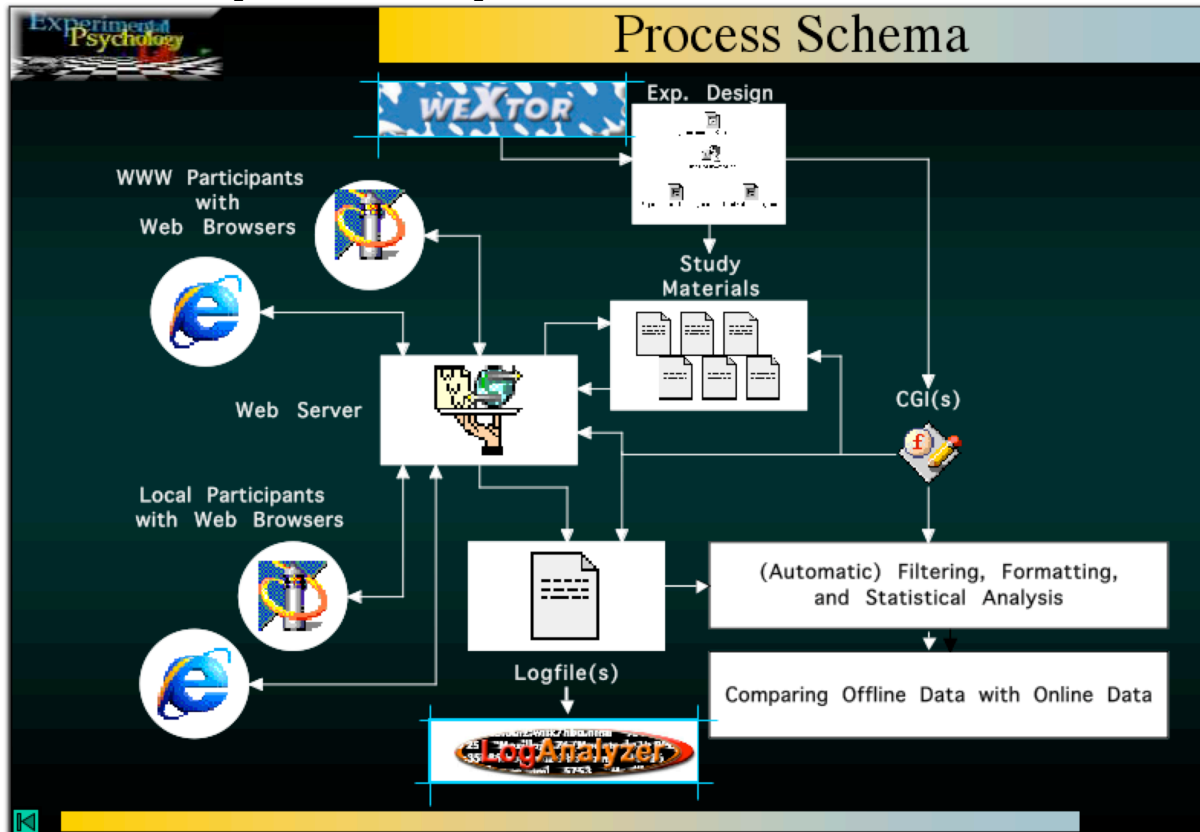 Experimental
Psychology
Lab
Process Schema
WEXTOR
Exp. Design
WWW Participants
with
Web Browsers
Study
Materials
Web Server
CGI(s)
f
Local Participants
with Web Browsers
(Automatic) Filtering, Formatting,
and Statistical Analysis
Logfile(s)
Comparing Offline Data with Online Data
LogAnalyzer